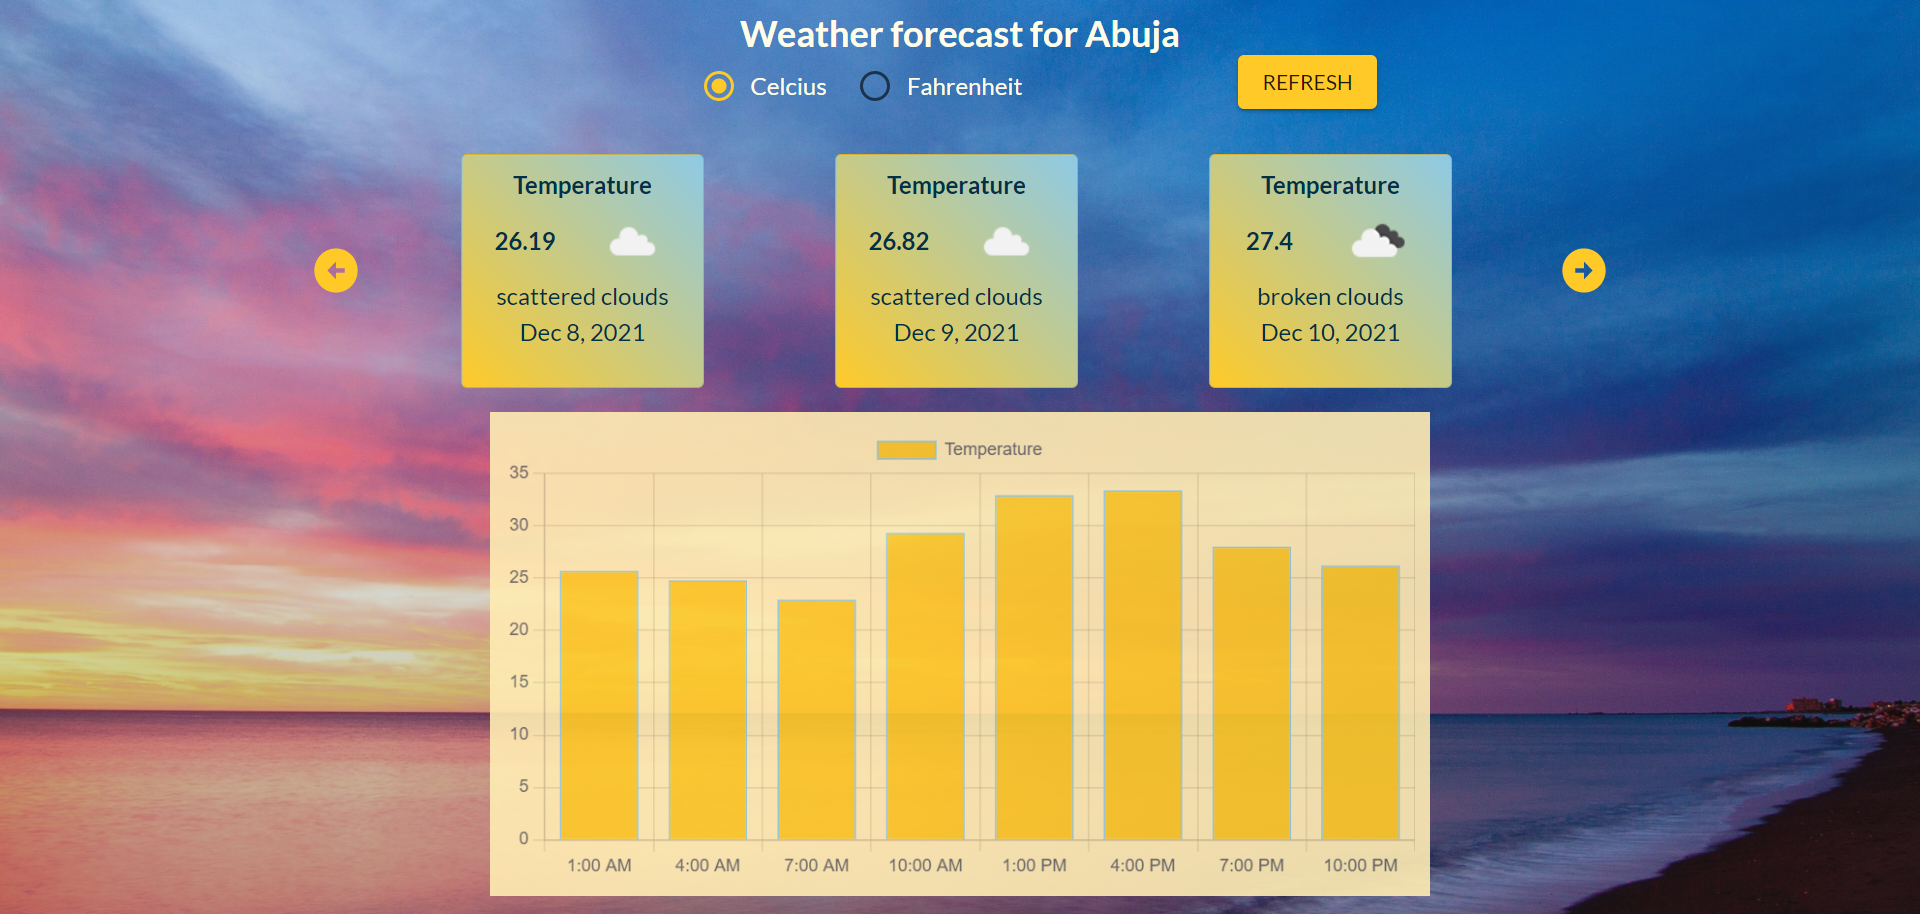 Weather forecast for Abuja
Celcius Fahrenheit REFRESH
Temperature
26.19
scattered clouds
Dec 8, 2021
Temperature
26.82
scattered clouds
Dec 9, 2021
Temperature
27.4
broken clouds
Dec 10, 2021
Temperature
35
30
25
20
15
10
5
0
1:00 AM 4:00 AM 7:00 AM 10:00 AM 1:00 PM 4:00 PM 7:00 PM 10:00 PM